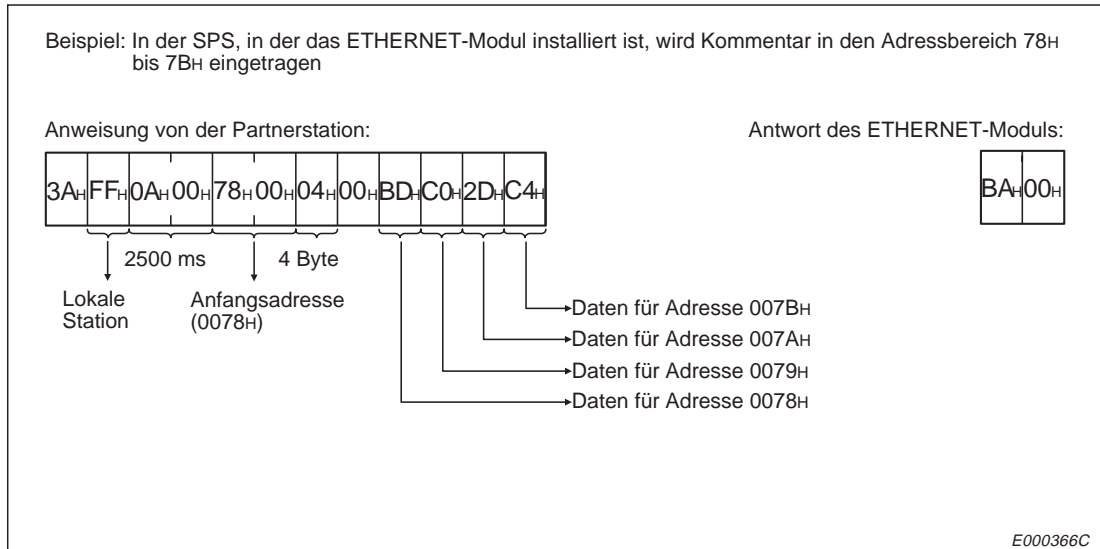 Beispiel: In der SPS, in der das ETHERNET-Modul installiert ist, wird Kommentar in den Adressbereich 78H
bis 7BH eingetragen
Anweisung von der Partnerstation:
Antwort des ETHERNET-Moduls:
3AH FFH 0AH 00H 78H 00H 04H 00H BDH C0H 2DH C4H
BAH 00H
2500 ms
4 Byte
Lokale
Station
Anfangsadresse
(0078H)
Daten für Adresse 007BH
Daten für Adresse 007AH
Daten für Adresse 0079H
Daten für Adresse 0078H
E000366C